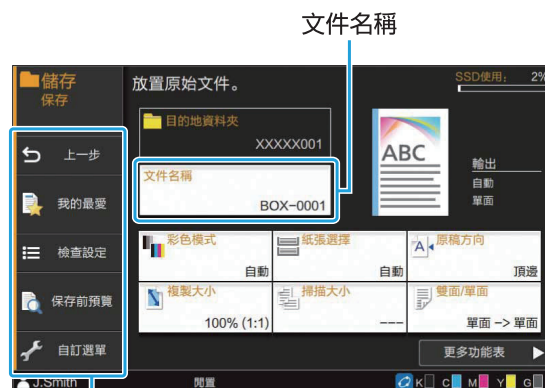 文件名稱
儲存
保存
放置原始文件。
SSD使用： 2%
目的地資料夾
XXXXX001
文件名稱
BOX-0001
ABC
輸出
自動
單面
上一步
我的最愛
檢查設定
保存前預覽
自訂選單
彩色模式
自動
紙張選擇
自動
原稿方向
頂邊
A
複製大小
100% (1:1)
掃描大小
---
雙面/單面
單面 -> 單面
更多功能表
J.Smith
閒置
K C M Y G